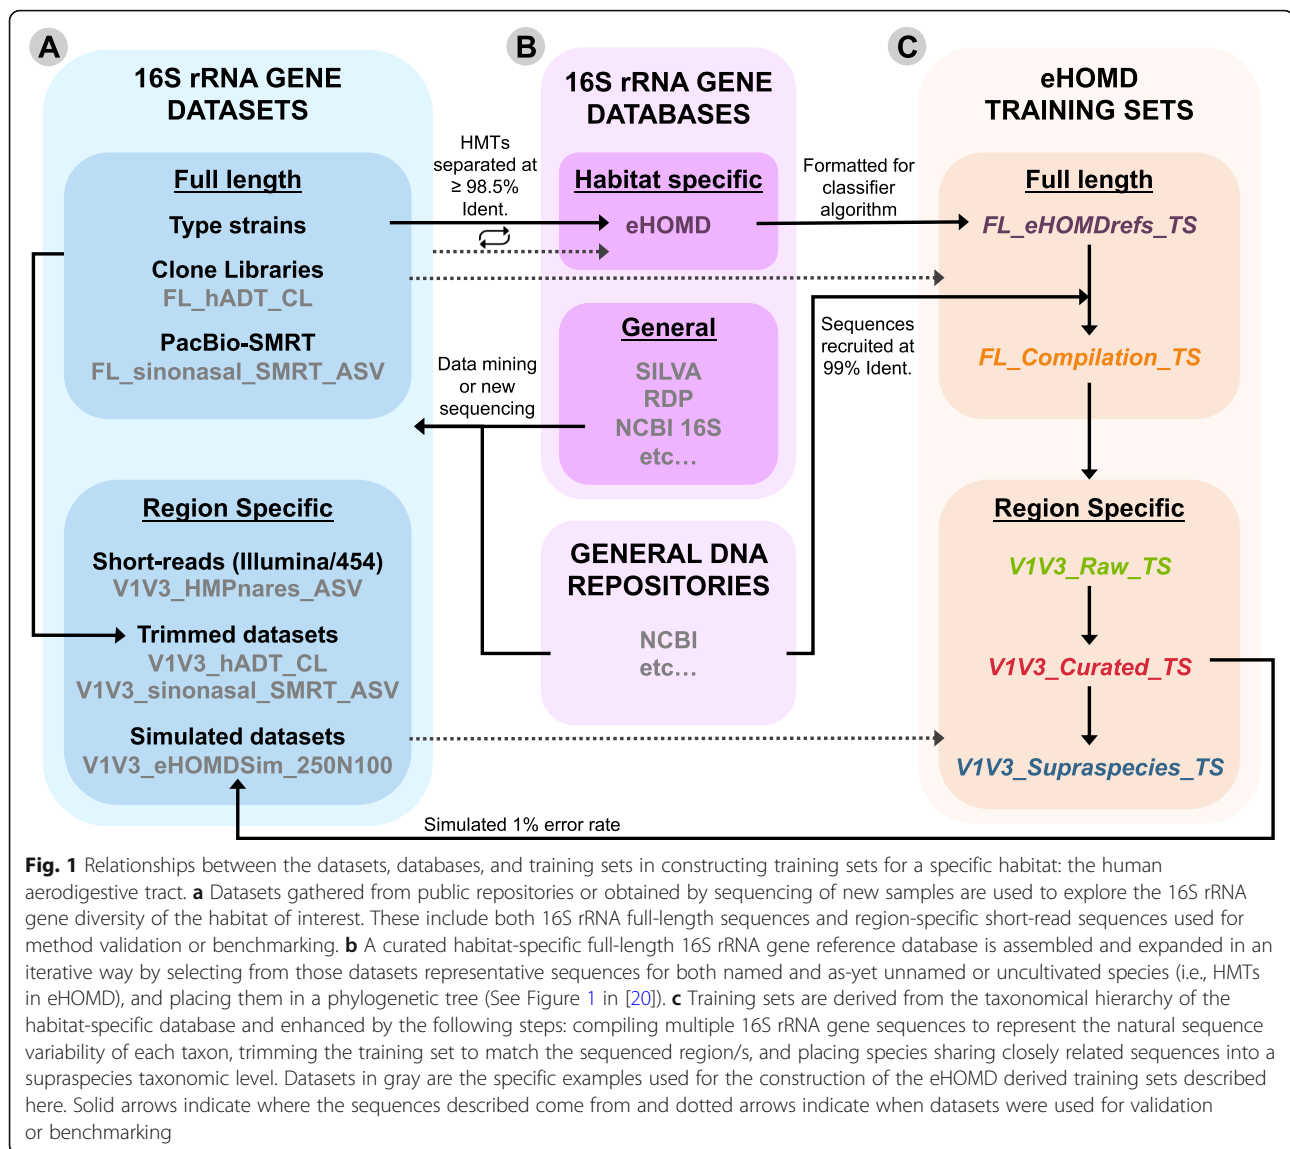 A
16S rRNA GENE
DATASETS
Full length
Type strains
Clone Libraries
FL_hADT_CL
PacBio-SMRT
FL_sinonasal_SMRT_ASV
Region Specific
Short-reads (Illumina/454)
V1V3_HMPnares_ASV
Trimmed datasets
V1V3_hADT_CL
V1V3_sinonasal_SMRT_ASV
Simulated datasets
V1V3_eHOMDSim_250N100
HMTs
separated at
≥ 98.5%
Ident.
Data mining
or new
sequencing
B
16S rRNA GENE
DATABASES
Habitat specific
eHOMD
General
SILVA
RDP
NCBI 16S
etc...
GENERAL DNA
REPOSITORIES
NCBI
etc...
Formatted for
classifier
algorithm
Sequences
recruited at
99% Ident.
C
eHOMD
TRAINING SETS
Full length
FL_eHOMDrefs_TS
FL_Compilation_TS
Region Specific
V1V3_Raw_TS
V1V3_Curated_TS
V1V3_Supraspecies_TS
Simulated 1% error rate
Fig. 1 Relationships between the datasets, databases, and training sets in constructing training sets for a specific habitat: the human
aerodigestive tract. a Datasets gathered from public repositories or obtained by sequencing of new samples are used to explore the 16S rRNA
gene diversity of the habitat of interest. These include both 16S rRNA full-length sequences and region-specific short-read sequences used for
method validation or benchmarking. b A curated habitat-specific full-length 16S rRNA gene reference database is assembled and expanded in an
iterative way by selecting from those datasets representative sequences for both named and as-yet unnamed or uncultivated species (i.e., HMTs
in eHOMD), and placing them in a phylogenetic tree (See Figure 1 in [20]). c Training sets are derived from the taxonomical hierarchy of the
habitat-specific database and enhanced by the following steps: compiling multiple 16S rRNA gene sequences to represent the natural sequence
variability of each taxon, trimming the training set to match the sequenced region/s, and placing species sharing closely related sequences into a
supraspecies taxonomic level. Datasets in gray are the specific examples used for the construction of the eHOMD derived training sets described
here. Solid arrows indicate where the sequences described come from and dotted arrows indicate when datasets were used for validation
or benchmarking